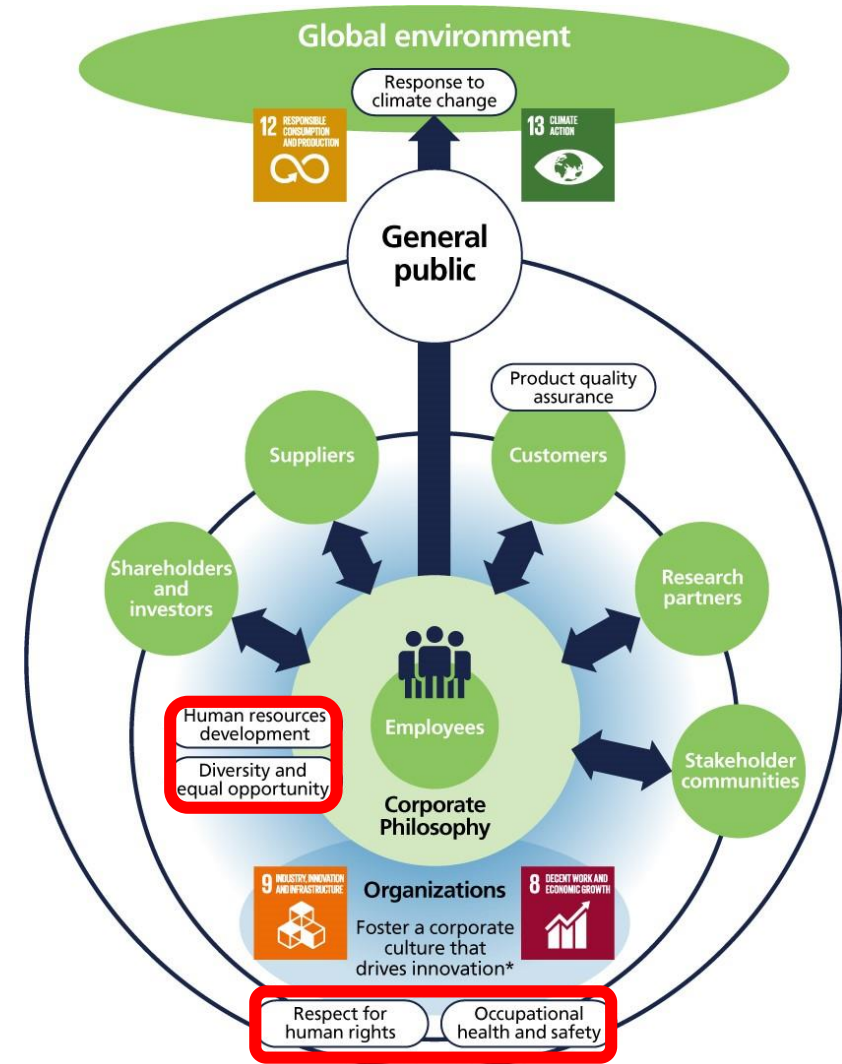 Global environment
Response to
climate change
12 RESPONSIBLE
CONSUMPTION
AND PRODUCTION
13 CLIMATE
ACTION
General
public
Product quality
assurance
Suppliers
Customers
Shareholders
and
investors
Research
partners
Human resources
development
Diversity and
equal opportunity
Employees
Stakeholder
communities
Corporate
Philosophy
9 INDUSTRY, INNOVATION
AND INFRASTRUCTURE
Organizations
8 DECENT WORK AND
ECONOMIC GROWTH
Foster a corporate
culture that
drives innovation*
Respect for
human rights
Occupational
health and safety